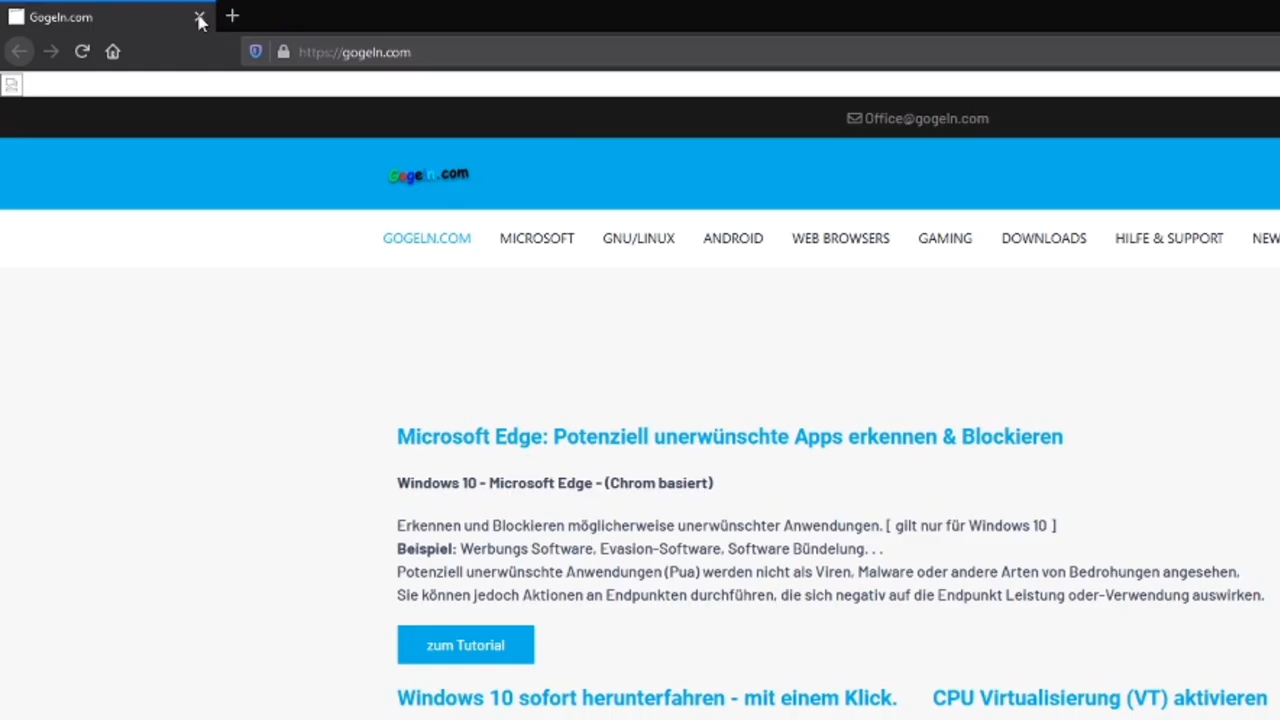 Gogeln.com
https://gogeln.com
Office@gogeln.com
Gogeln.com
GOGELN.COM MICROSOFT GNU/LINUX ANDROID WEB BROWSERS GAMING DOWNLOADS HILFE & SUPPORT NEW
Microsoft Edge: Potenziell unerwünschte Apps erkennen & Blockieren
Windows 10 - Microsoft Edge - (Chrom basiert)
Erkennen und Blockieren möglicherweise unerwünschter Anwendungen. [ gilt nur für Windows 10 ]
Beispiel: Werbungs Software, Evasion-Software, Software Bündelung. . .
Potenziell unerwünschte Anwendungen (Pua) werden nicht als Viren, Malware oder andere Arten von Bedrohungen angesehen,
Sie können jedoch Aktionen an Endpunkten durchführen, die sich negativ auf die Endpunkt Leistung oder-Verwendung auswirken.
zum Tutorial
Windows 10 sofort herunterfahren - mit einem Klick. CPU Virtualisierung (VT) aktivieren